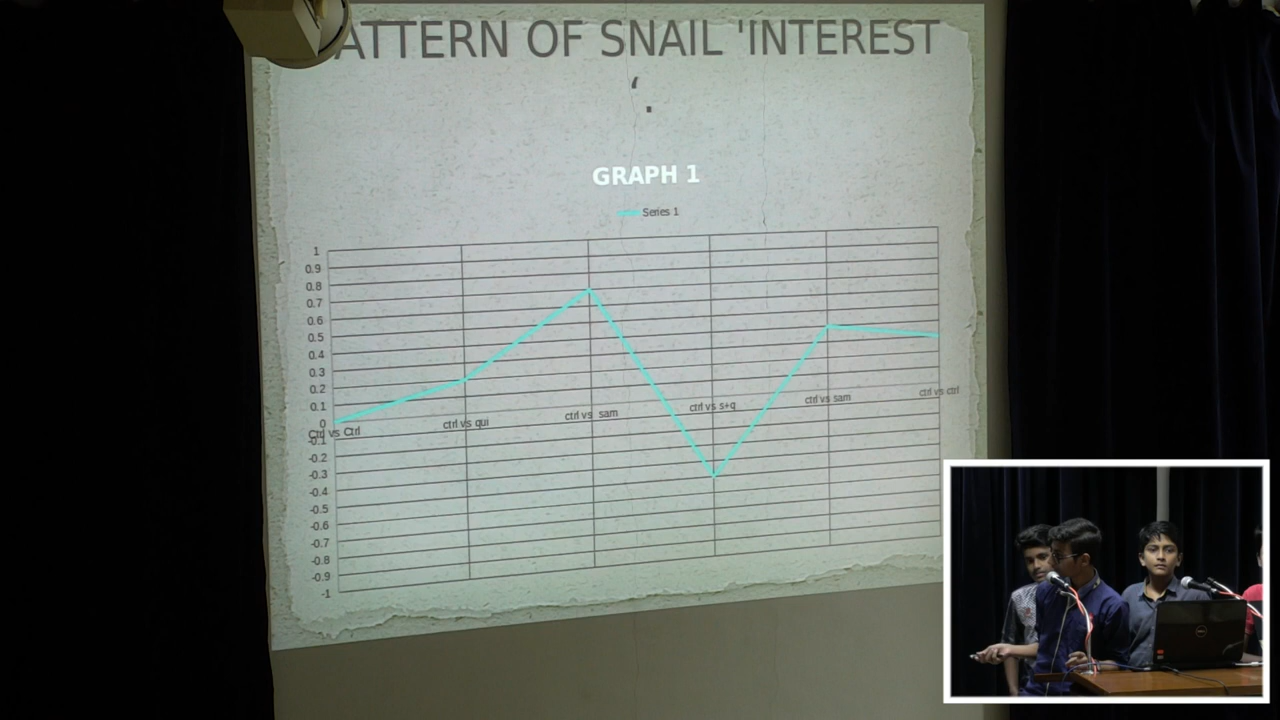 ATTERN OF SNAIL 'INTEREST
‘.
GRAPH 1
Series 1
1
0.9
0.8
0.7
0.6
0.5
0.4
0.3
0.2
0.1
0
-0.1
-0.2
-0.3
-0.4
-0.5
-0.6
-0.7
-0.8
-0.9
-1
Ctrl vs Ctrl
ctrl vs qui
ctrl vs sam
ctrl vs s+q
ctrl vs sam
ctrl vs ctrl